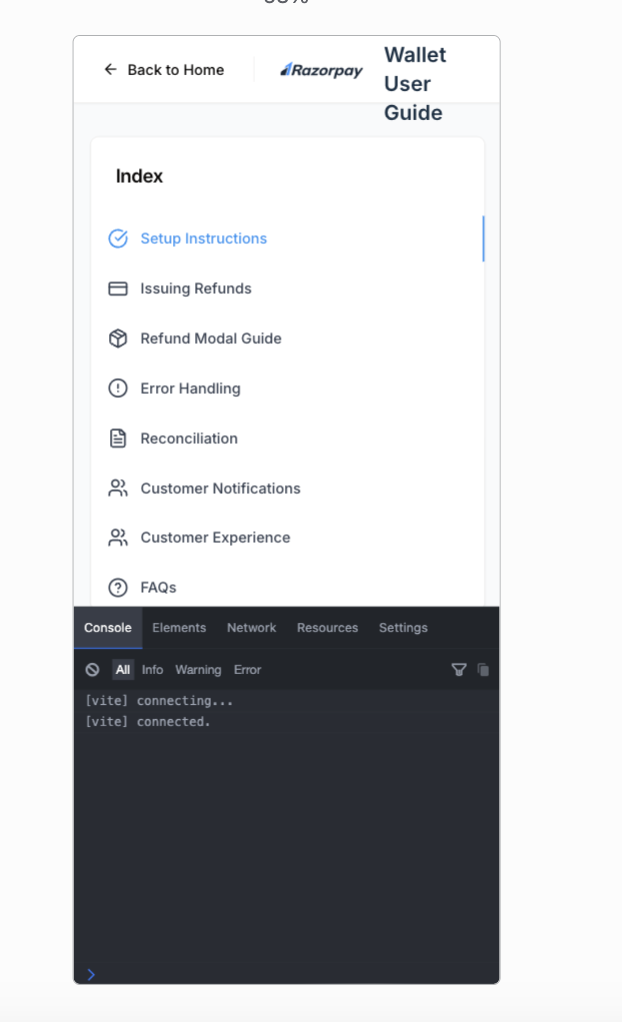 Back to Home
Razorpay
Wallet
User
Guide
Index
Setup Instructions
Issuing Refunds
Refund Modal Guide
Error Handling
Reconciliation
Customer Notifications
Customer Experience
FAQs
Console Elements Network Resources Settings
All Info Warning Error
[vite] connecting...
[vite] connected.